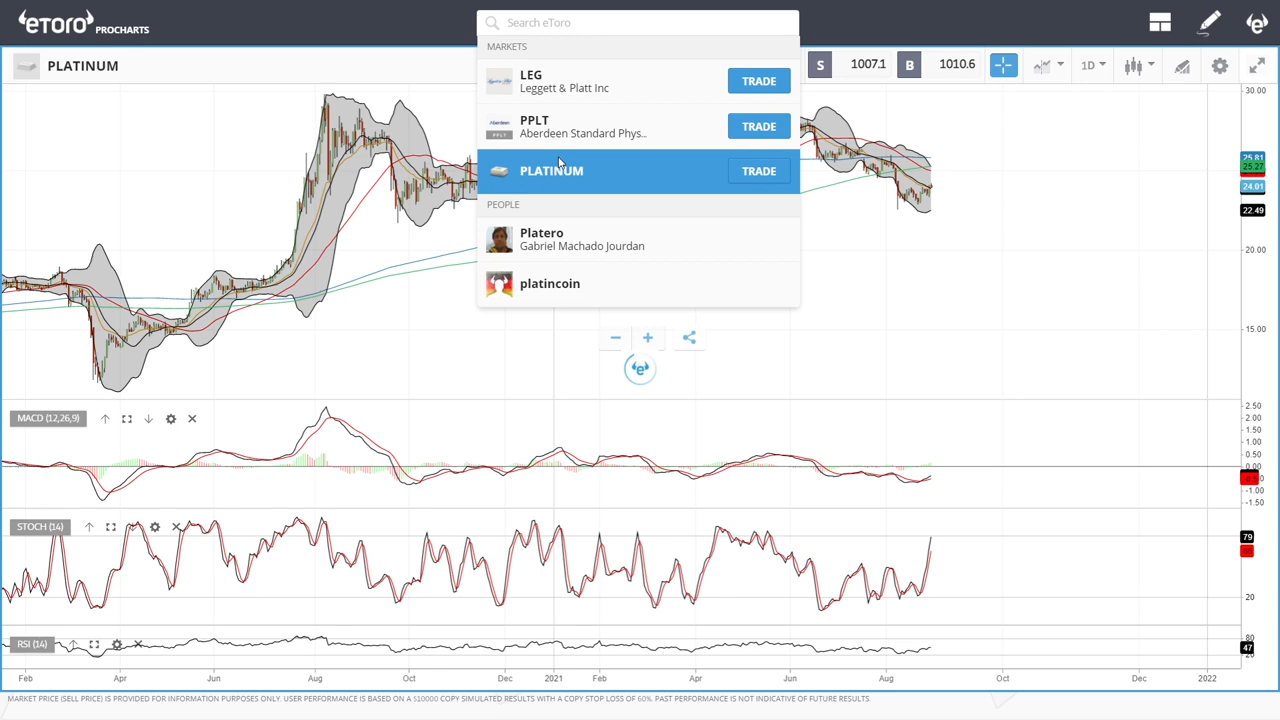 eToro PROCHARTS
Search eToro
MARKETS
PLATINUM
LEG
Leggett & Platt Inc
TRADE
PPLT
Aberdeen Standard Phys...
TRADE
PLATINUM
TRADE
PEOPLE
Platero
Gabriel Machado Jourdan
platincoin
S 1007.1 B 1010.6
1D
30.00
25.81
25.27
24.01
22.49
20.00
15.00
MACD (12,26,9)
2.50
2.00
1.50
1.00
0.50
0.00
-1.00
-1.50
STOCH (14)
79
20
RSI (14)
80
47
Feb Apr Jun Aug Oct Dec 2021 Feb Apr Jun Aug Oct Dec 2022
MARKET PRICE (SELL PRICE) IS PROVIDED FOR INFORMATION PURPOSES ONLY. USER PERFORMANCE IS BASED ON A $10000 COPY SIMULATED RESULTS WITH A COPY STOP LOSS OF 60%. PAST PERFORMANCE IS NOT INDICATIVE OF FUTURE RESULTS.